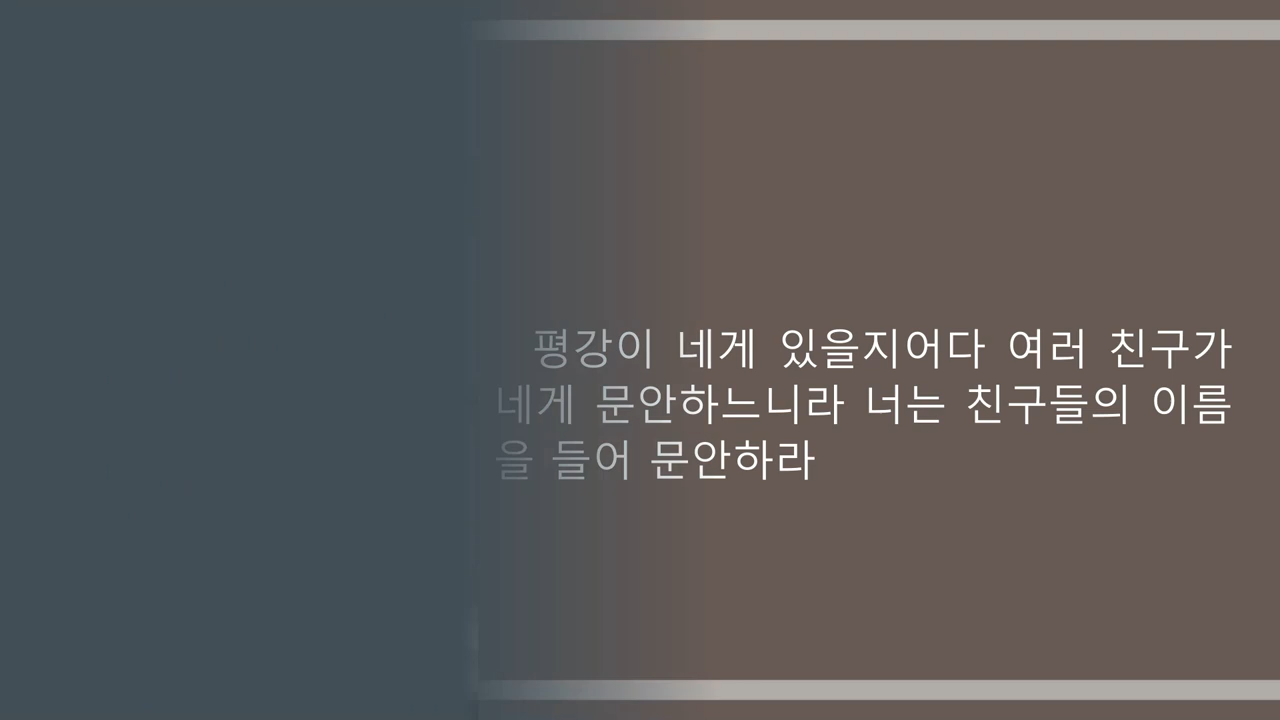 평강이 네게 있을지어다 여러 친구가
네게 문안하느니라 너는 친구들의 이름
을 들어 문안하라